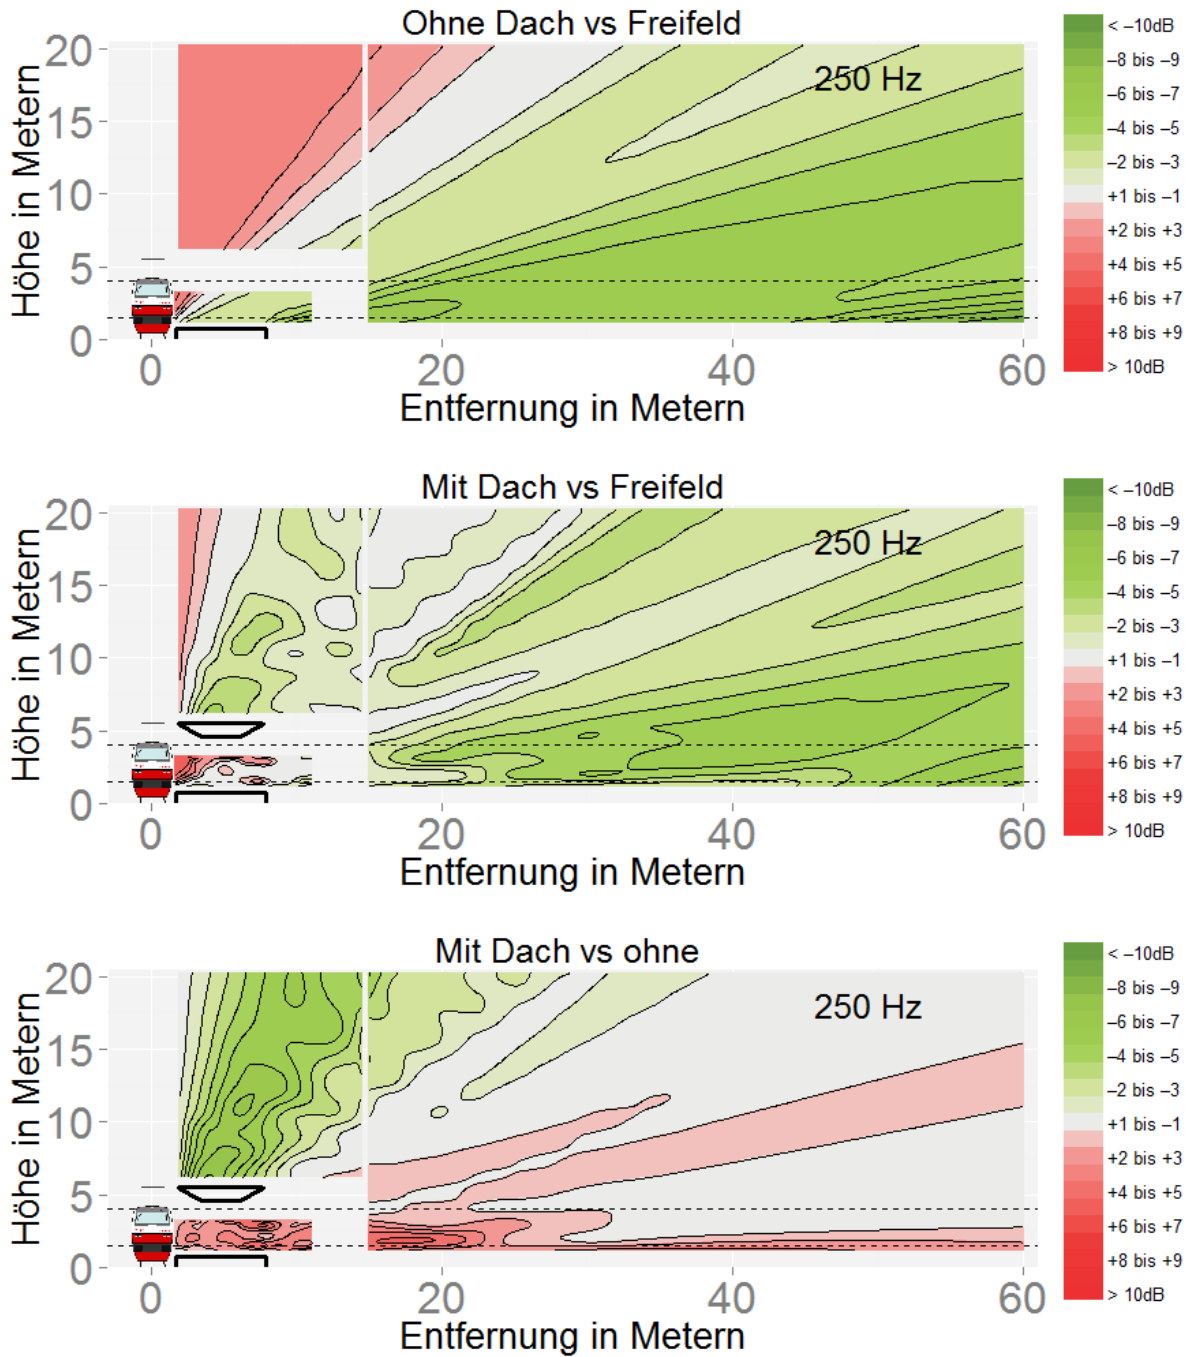 Ohne Dach vs Freifeld
250 Hz
Höhe in Metern
20
15
10
5
0
0 20 40 60
Entfernung in Metern
< –10dB
–8 bis –9
–6 bis –7
–4 bis –5
–2 bis –3
+1 bis –1
+2 bis +3
+4 bis +5
+6 bis +7
+8 bis +9
> 10dB
Mit Dach vs Freifeld
250 Hz
Höhe in Metern
20
15
10
5
0
0 20 40 60
Entfernung in Metern
< –10dB
–8 bis –9
–6 bis –7
–4 bis –5
–2 bis –3
+1 bis –1
+2 bis +3
+4 bis +5
+6 bis +7
+8 bis +9
> 10dB
Mit Dach vs ohne
250 Hz
Höhe in Metern
20
15
10
5
0
0 20 40 60
Entfernung in Metern
< –10dB
–8 bis –9
–6 bis –7
–4 bis –5
–2 bis –3
+1 bis –1
+2 bis +3
+4 bis +5
+6 bis +7
+8 bis +9
> 10dB